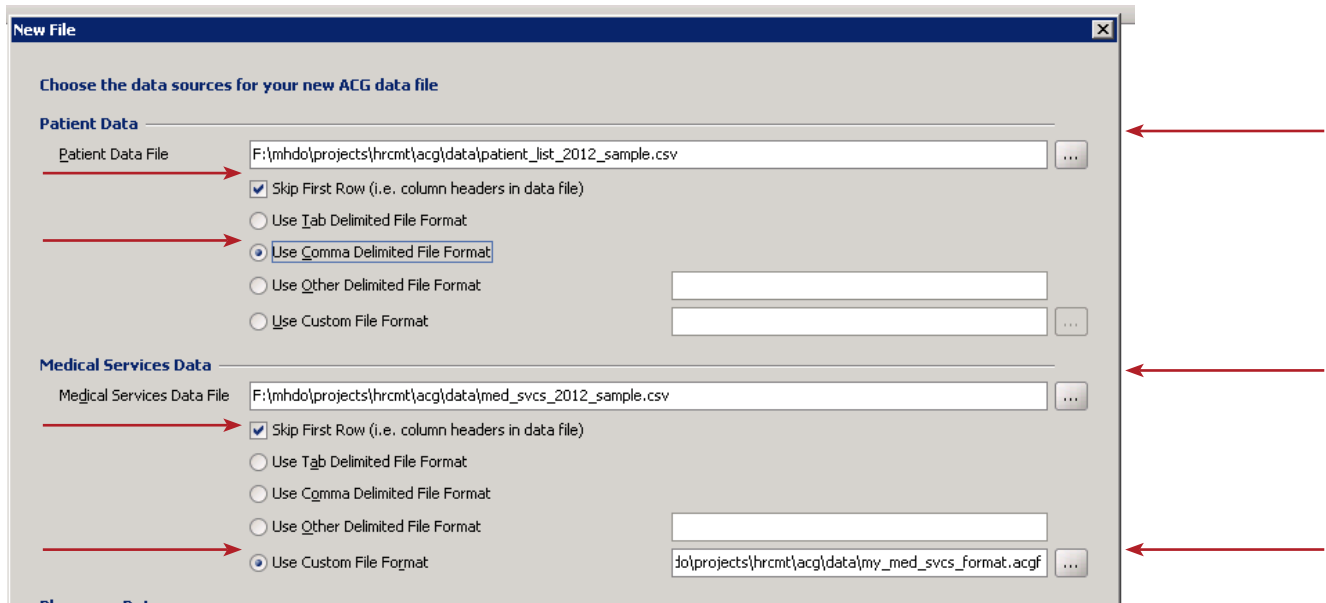 New File
Choose the data sources for your new ACG data file
Patient Data
Patient Data File F:\mhdo\projects\hrcmt\acg\data\patient_list_2012_sample.csv ...
Skip First Row (i.e. column headers in data file)
Use Tab Delimited File Format
Use Comma Delimited File Format
Use Other Delimited File Format
Use Custom File Format ...
Medical Services Data
Medical Services Data File F:\mhdo\projects\hrcmt\acg\data\med_svcs_2012_sample.csv ...
Skip First Row (i.e. column headers in data file)
Use Tab Delimited File Format
Use Comma Delimited File Format
Use Other Delimited File Format
Use Custom File Format do\projects\hrcmt\acg\data\my_med_svcs_format.acgf ...